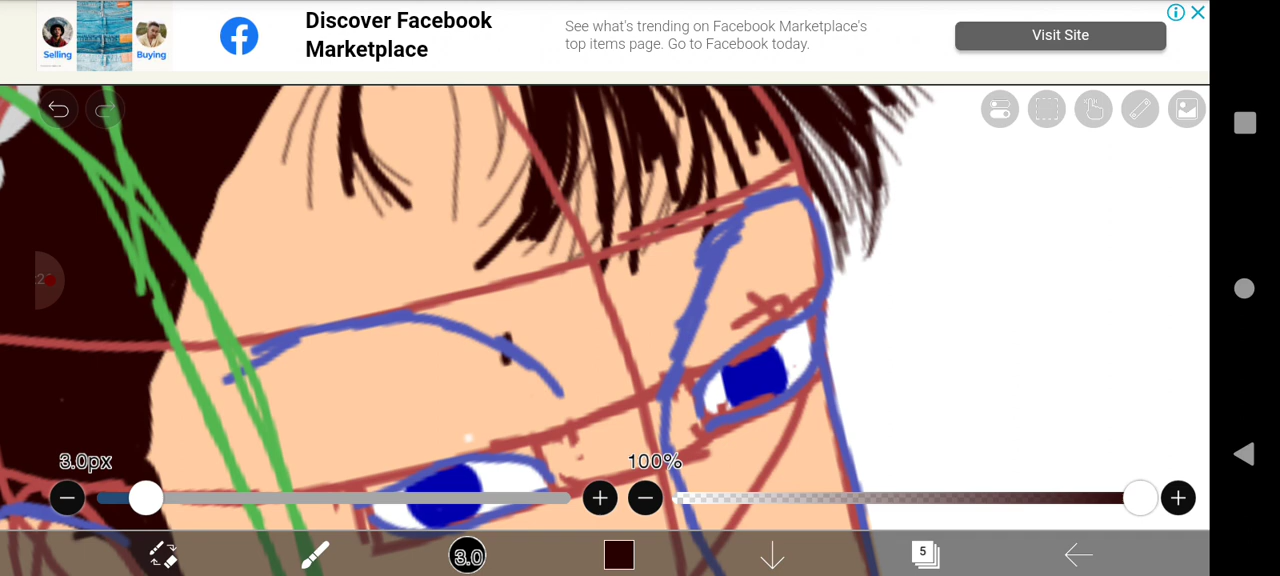 Discover Facebook
Marketplace
See what's trending on Facebook Marketplace's
top items page. Go to Facebook today.
Visit Site
Selling
Buying
3.0px
100%
3.0
5